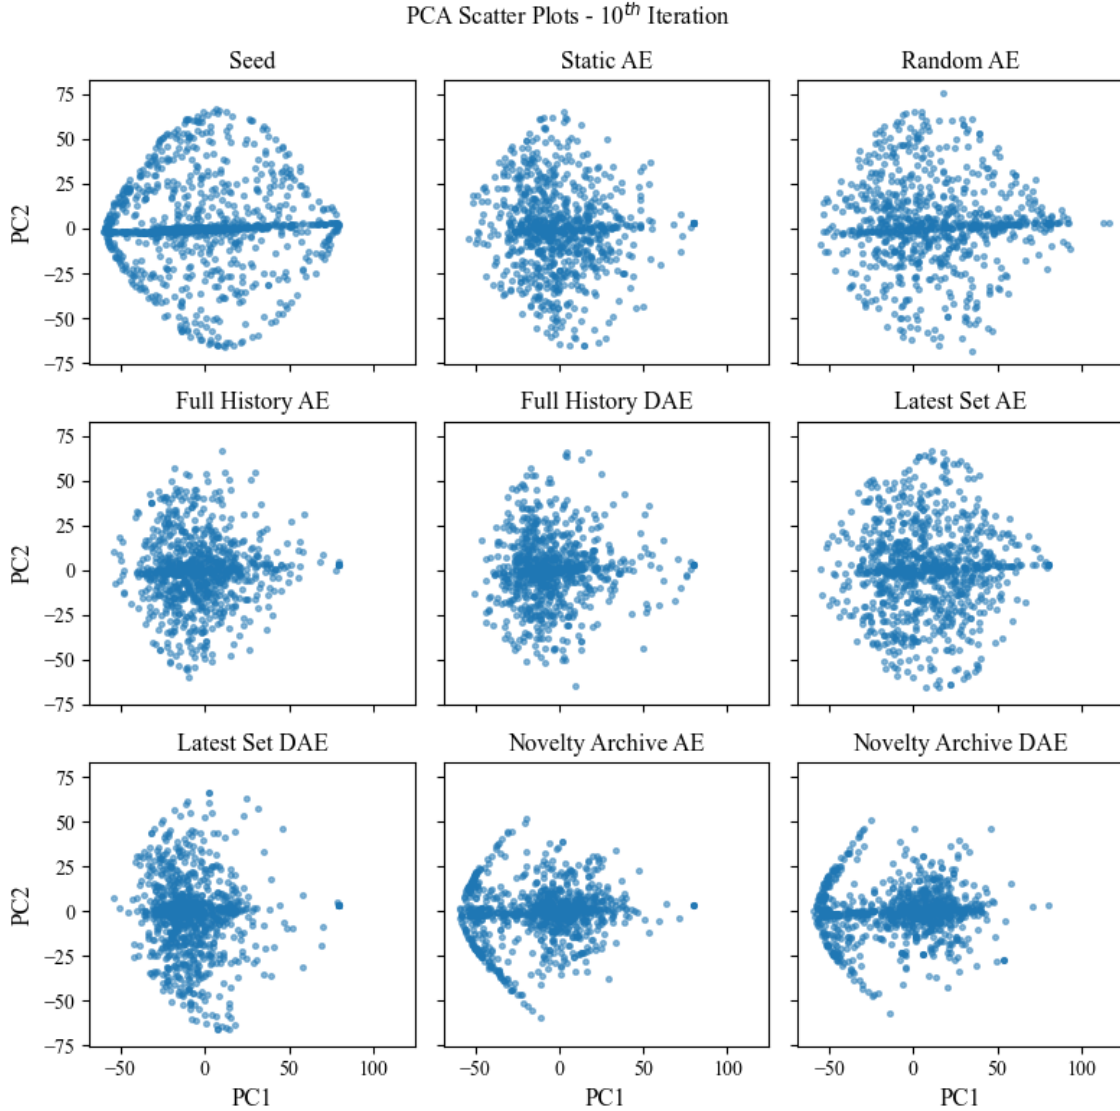 PCA Scatter Plots - 10th Iteration
Seed Static AE Random AE
75
50
25
0
−25
−50
−75
PC2
Full History AE Full History DAE Latest Set AE
75
50
25
0
−25
−50
−75
PC2
Latest Set DAE Novelty Archive AE Novelty Archive DAE
75
50
25
0
−25
−50
−75
PC2
−50 0 50 100 −50 0 50 100 −50 0 50 100
PC1 PC1 PC1